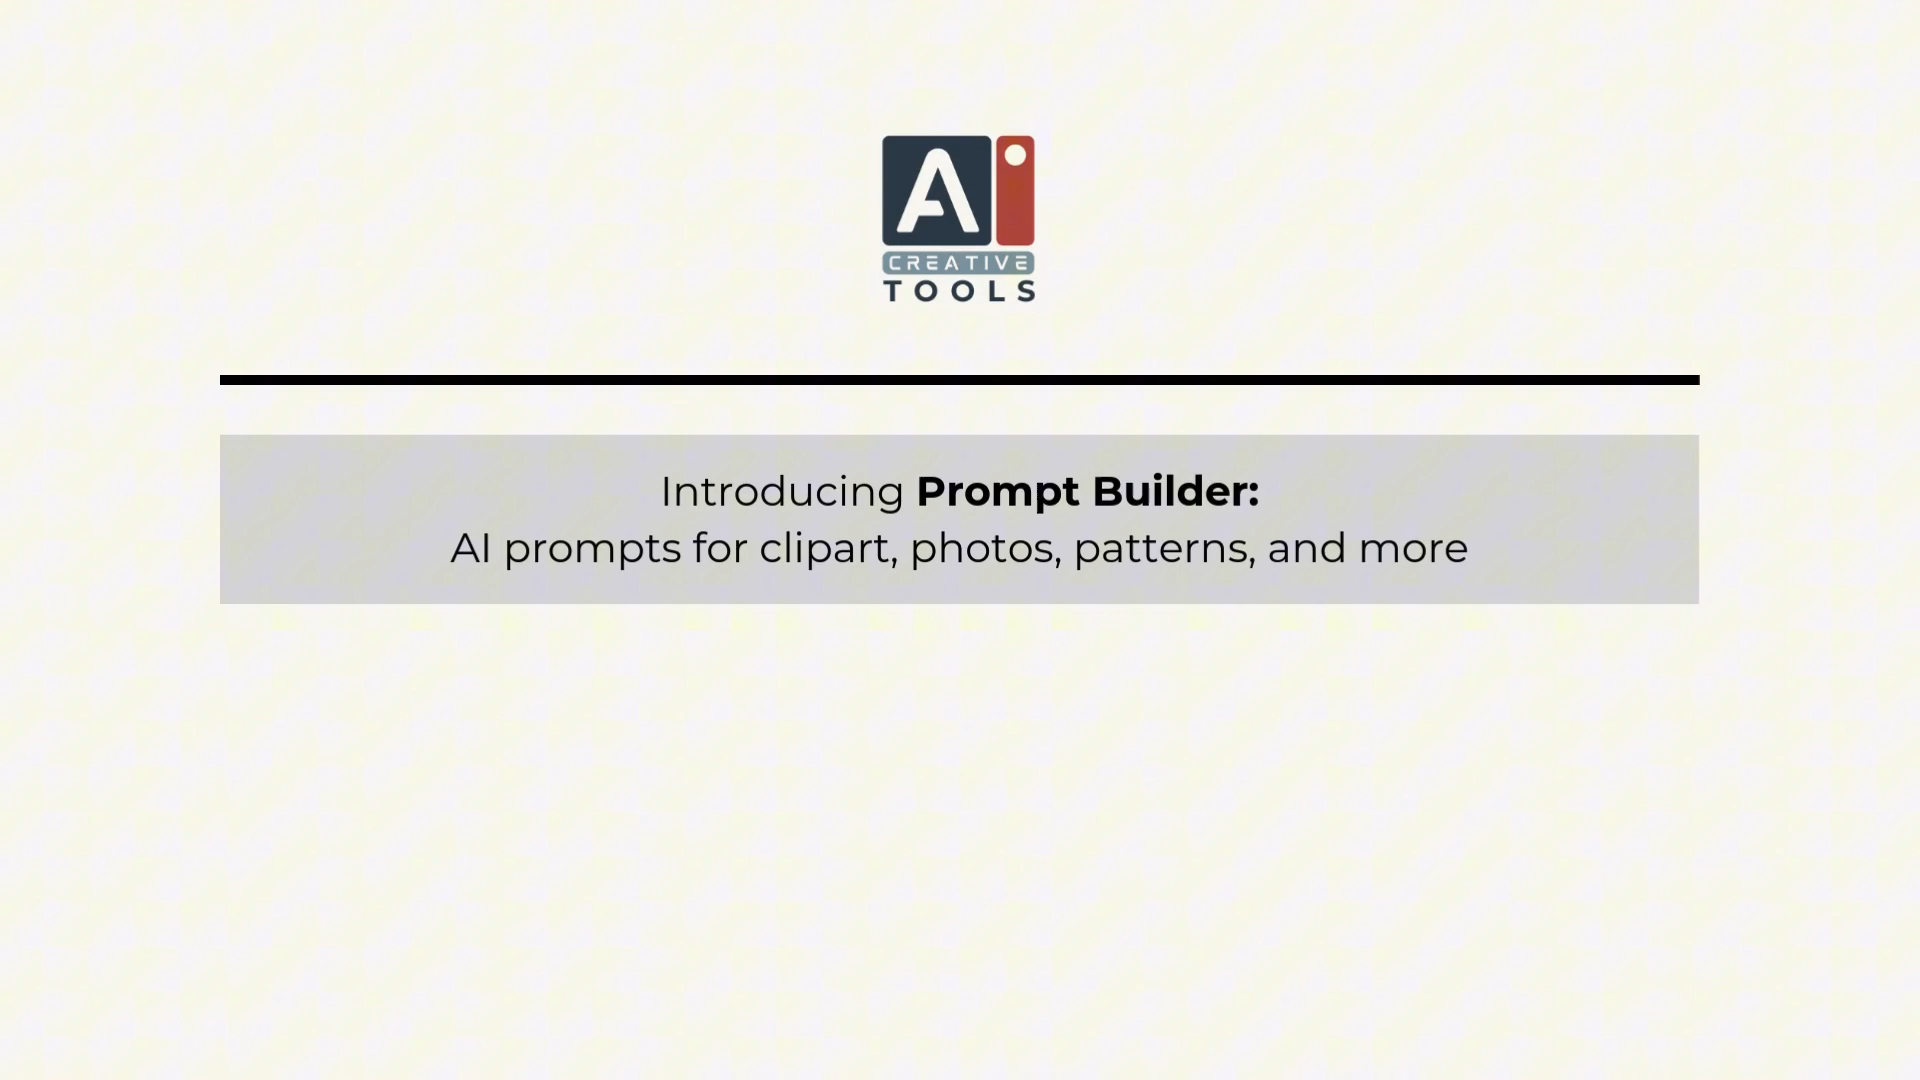 AI
CREATIVE
TOOLS
Introducing Prompt Builder:
AI prompts for clipart, photos, patterns, and more